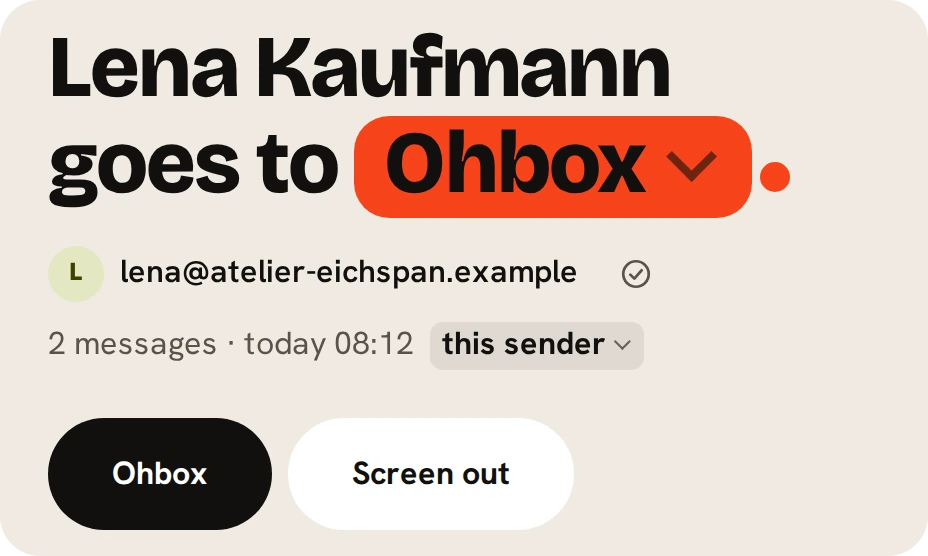 Lena Kaufmann
goes to Ohbox.
L lena@atelier-eichspan.example
2 messages · today 08:12 this sender
Ohbox Screen out